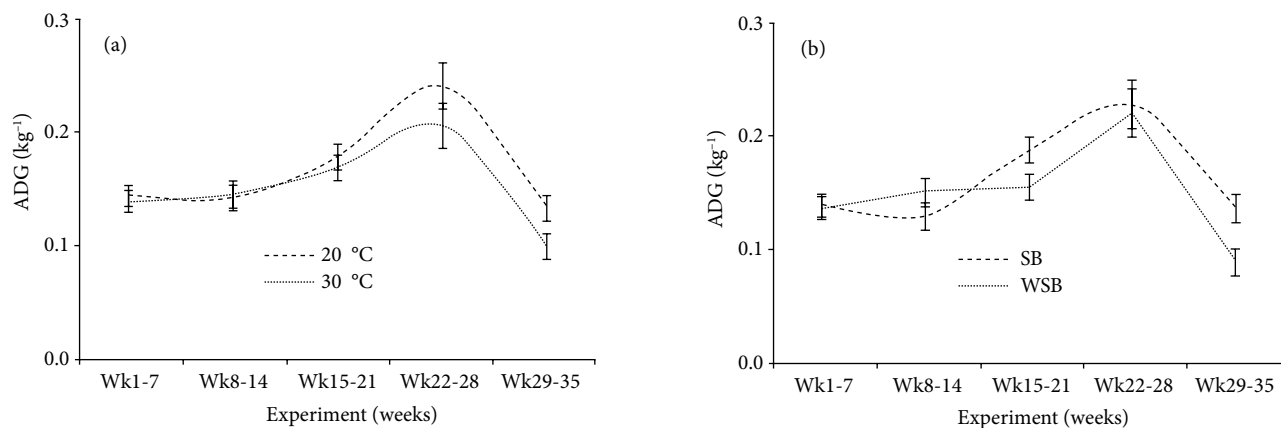 (a)
ADG (kg⁻¹)
0.3
0.2
0.1
0.0
20 °C
30 °C
Wk1-7 Wk8-14 Wk15-21 Wk22-28 Wk29-35
Experiment (weeks)
(b)
ADG (kg⁻¹)
0.3
0.2
0.1
0.0
SB
WSB
Wk1-7 Wk8-14 Wk15-21 Wk22-28 Wk29-35
Experiment (weeks)